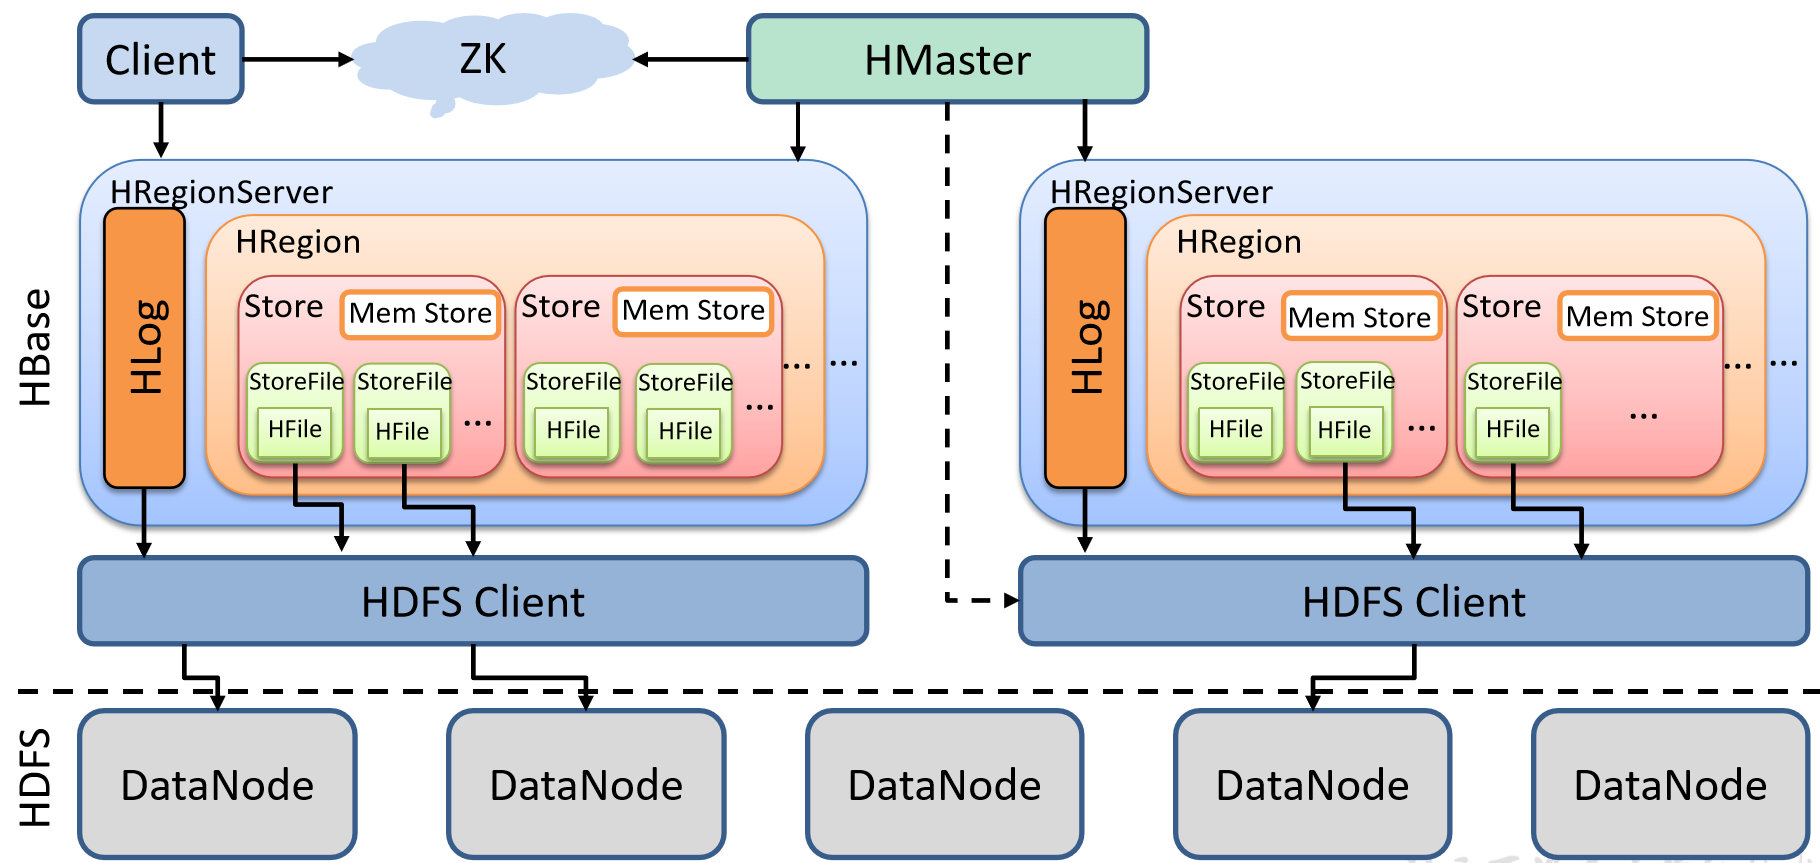 Client
ZK
HMaster
HBase
HRegionServer
HLog
HRegion
Store
Mem Store
StoreFile
HFile
StoreFile
HFile
...
Store
Mem Store
StoreFile
HFile
StoreFile
HFile
...
...
...
HRegionServer
HLog
HRegion
Store
Mem Store
StoreFile
HFile
StoreFile
HFile
...
Store
Mem Store
StoreFile
HFile
...
...
...
HDFS Client
HDFS Client
HDFS
DataNode
DataNode
DataNode
DataNode
DataNode